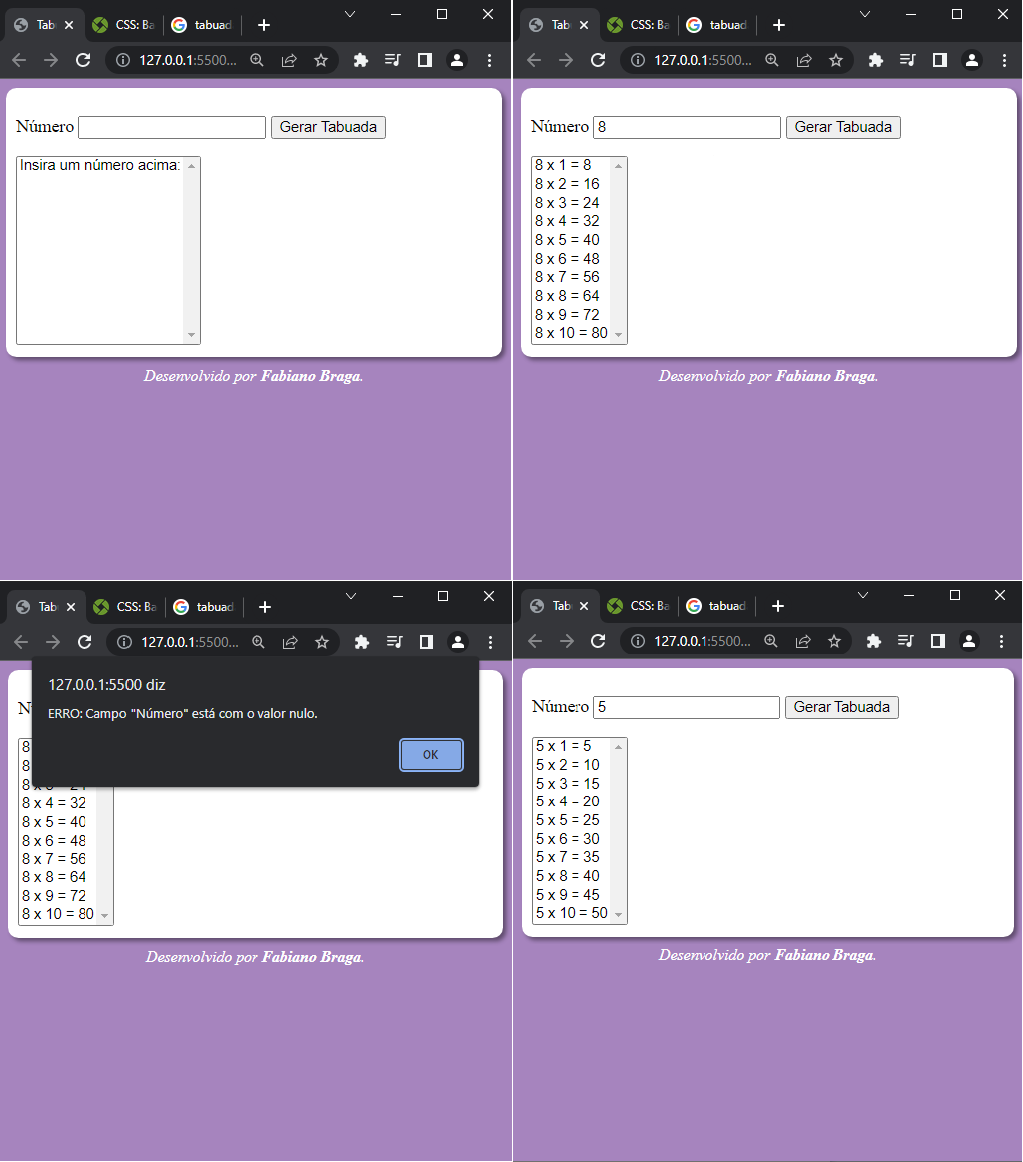 Tab
CSS: Ba
tabuad
127.0.0.1:5500...
Número
Gerar Tabuada
Insira um número acima:
Desenvolvido por Fabiano Braga.
Tab
CSS: Ba
tabuad
127.0.0.1:5500...
Número 8
Gerar Tabuada
8 x 1 = 8
8 x 2 = 16
8 x 3 = 24
8 x 4 = 32
8 x 5 = 40
8 x 6 = 48
8 x 7 = 56
8 x 8 = 64
8 x 9 = 72
8 x 10 = 80
Desenvolvido por Fabiano Braga.
Tab
CSS: Ba
tabuad
127.0.0.1:5500...
127.0.0.1:5500 diz
ERRO: Campo "Número" está com o valor nulo.
OK
8
8
8 x 4 = 32
8 x 5 = 40
8 x 6 = 48
8 x 7 = 56
8 x 8 = 64
8 x 9 = 72
8 x 10 = 80
Desenvolvido por Fabiano Braga.
Tab
CSS: Ba
tabuad
127.0.0.1:5500...
Número 5
Gerar Tabuada
5 x 1 = 5
5 x 2 = 10
5 x 3 = 15
5 x 4 = 20
5 x 5 = 25
5 x 6 = 30
5 x 7 = 35
5 x 8 = 40
5 x 9 = 45
5 x 10 = 50
Desenvolvido por Fabiano Braga.